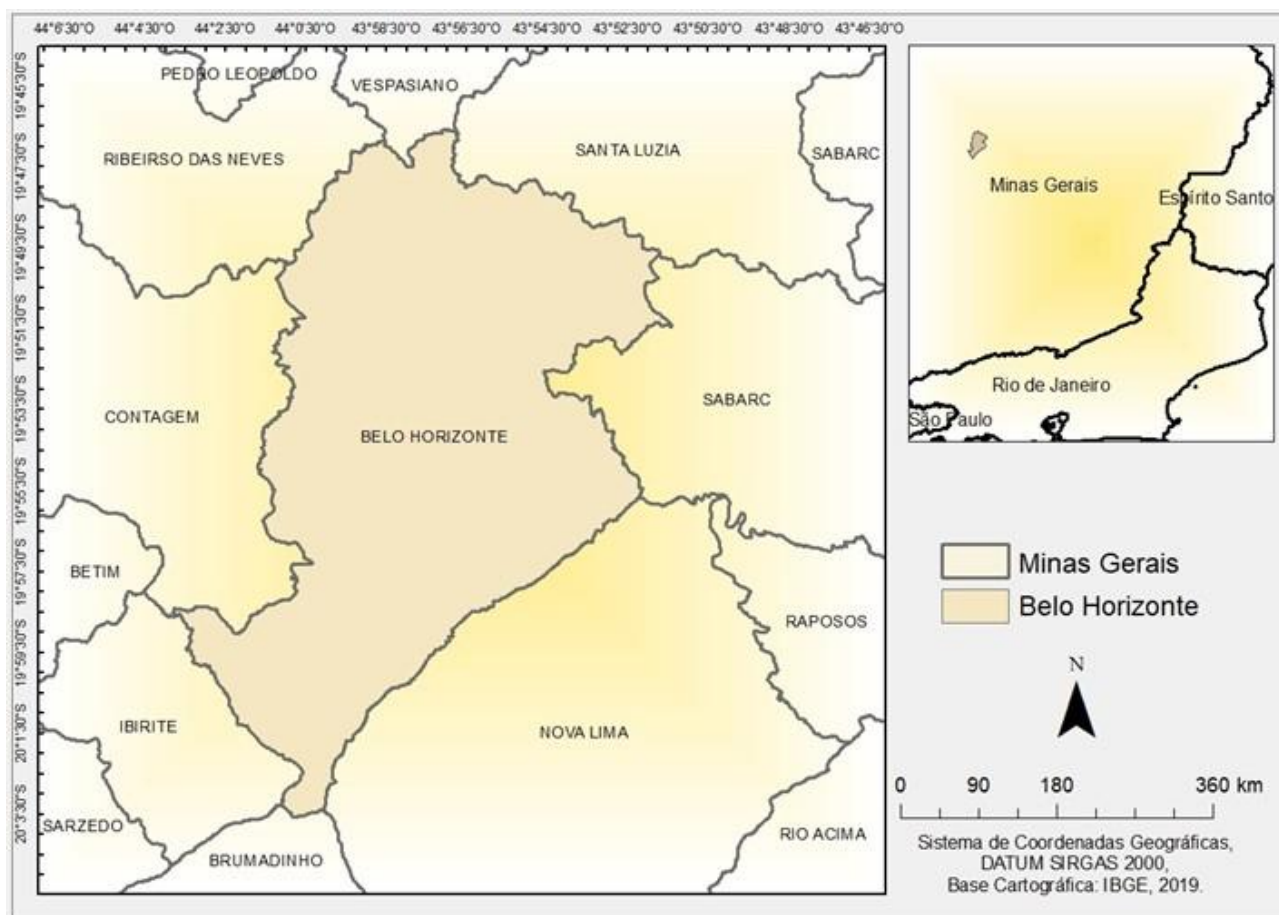 44°6'30"O 44°4'30"O 44°2'30"O 44°0'30"O 43°58'30"O 43°56'30"O 43°54'30"O 43°52'30"O 43°50'30"O 43°48'30"O 43°46'30"O
19°45'30"S
19°47'30"S
19°49'30"S
19°51'30"S
19°53'30"S
19°55'30"S
19°57'30"S
19°59'30"S
20°1'30"S
20°3'30"S
PEDRO LEOPOLDO
VESPASIANO
RIBEIRSO DAS NEVES
SANTA LUZIA
SABARC
CONTAGEM
SABARC
BELO HORIZONTE
BETIM
RAPOSOS
IBIRITE
NOVA LIMA
SARZEDO
RIO ACIMA
BRUMADINHO
Minas Gerais
Espírito Santo
Rio de Janeiro
São Paulo
Minas Gerais
Belo Horizonte
N
0 90 180 360 km
Sistema de Coordenadas Geográficas,
DATUM SIRGAS 2000,
Base Cartográfica: IBGE, 2019.